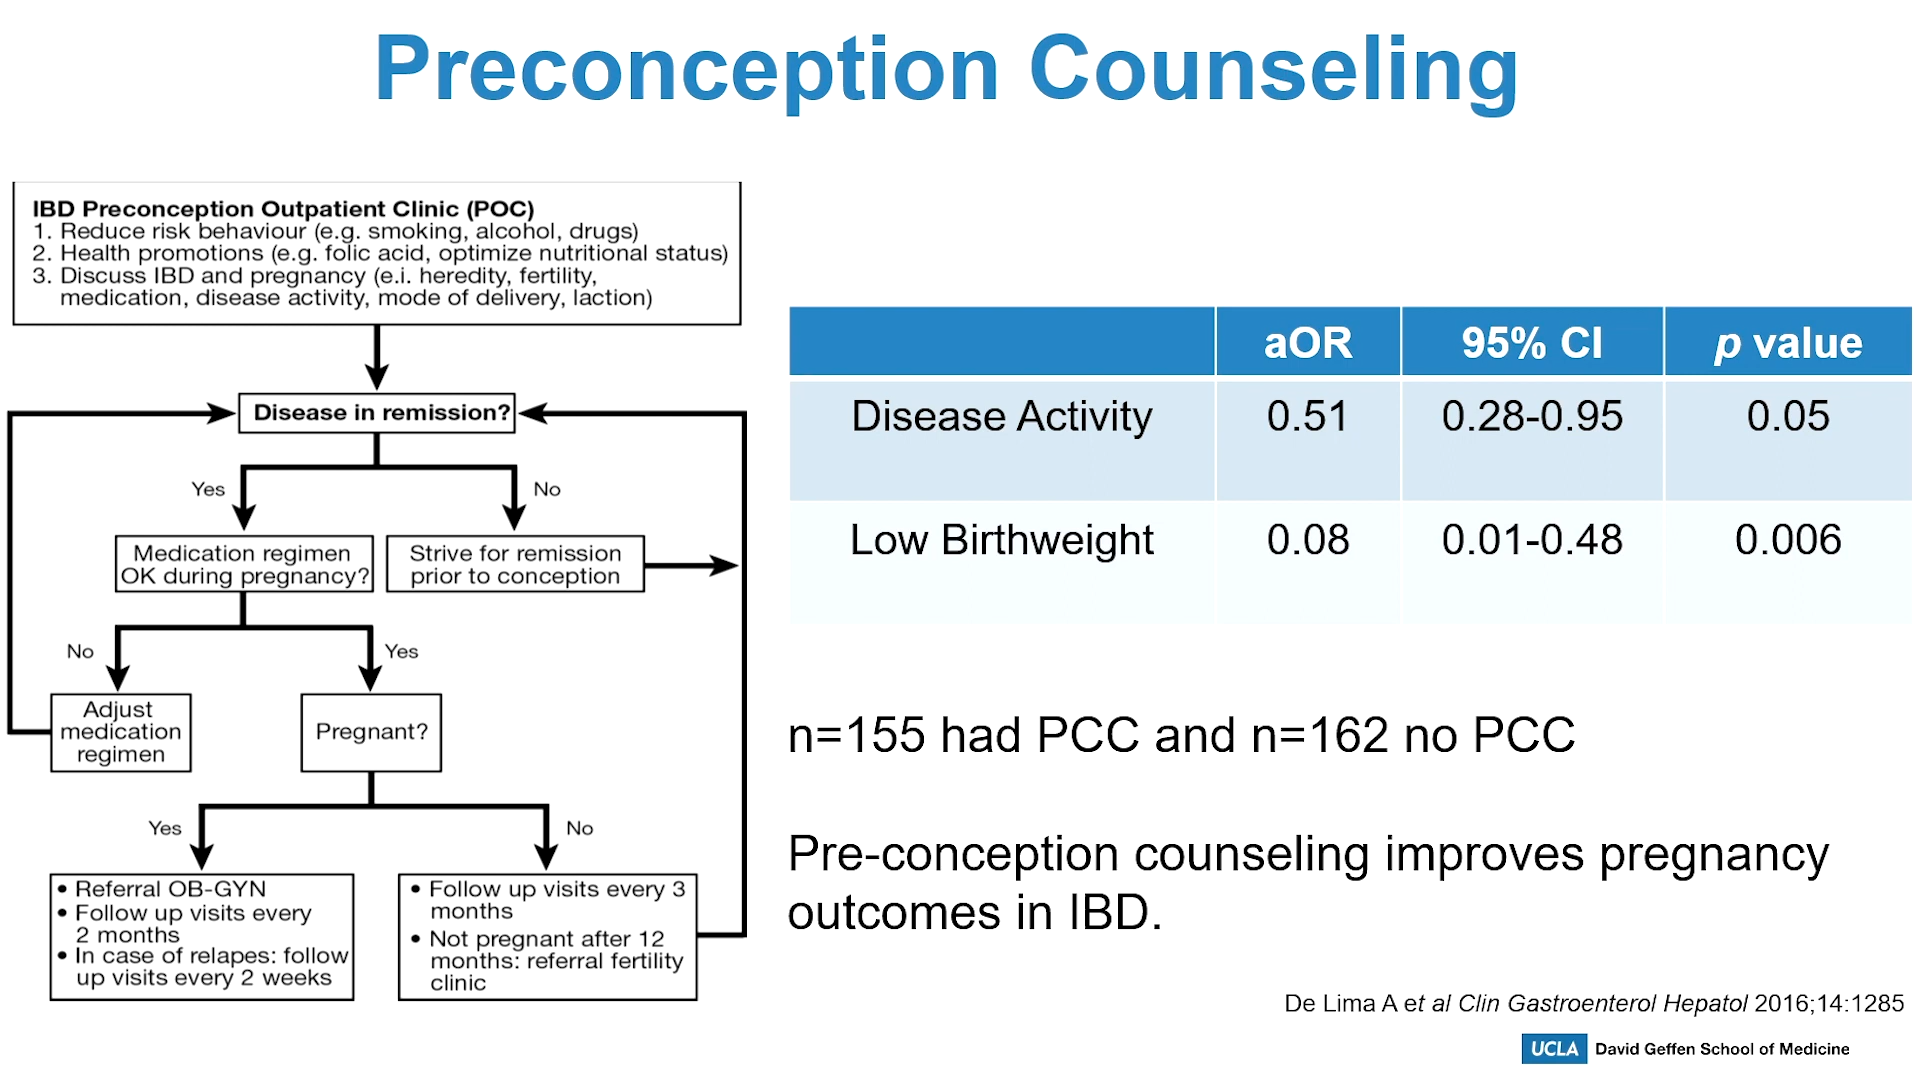 Preconception Counseling
IBD Preconception Outpatient Clinic (POC)
1. Reduce risk behaviour (e.g. smoking, alcohol, drugs)
2. Health promotions (e.g. folic acid, optimize nutritional status)
3. Discuss IBD and pregnancy (e.i. heredity, fertility,
medication, disease activity, mode of delivery, laction)
Disease in remission?
Yes
No
Medication regimen
OK during pregnancy?
Strive for remission
prior to conception
No
Yes
Adjust
medication
regimen
Pregnant?
Yes
No
• Referral OB-GYN
• Follow up visits every
2 months
• In case of relapes: follow
up visits every 2 weeks
• Follow up visits every 3
months
• Not pregnant after 12
months: referral fertility
clinic
aOR 95% CI p value
Disease Activity 0.51 0.28-0.95 0.05
Low Birthweight 0.08 0.01-0.48 0.006
n=155 had PCC and n=162 no PCC
Pre-conception counseling improves pregnancy
outcomes in IBD.
De Lima A et al Clin Gastroenterol Hepatol 2016;14:1285
UCLA David Geffen School of Medicine